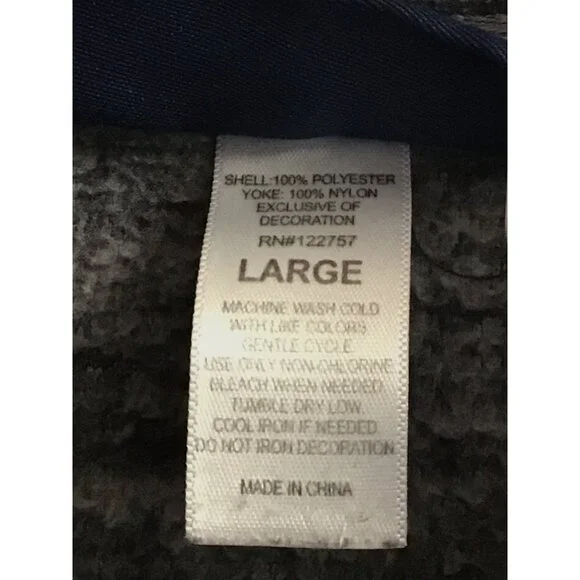 SHELL:100% POLYESTER
YOKE: 100% NYLON
EXCLUSIVE OF
DECORATION
RN#122757
LARGE
MACHINE WASH COLD
WITH LIKE COLORS
GENTLE CYCLE.
USE ONLY NON-CHLORINE
BLEACH WHEN NEEDED.
TUMBLE DRY LOW.
COOL IRON IF NEEDED.
DO NOT IRON DECORATION.
MADE IN CHINA